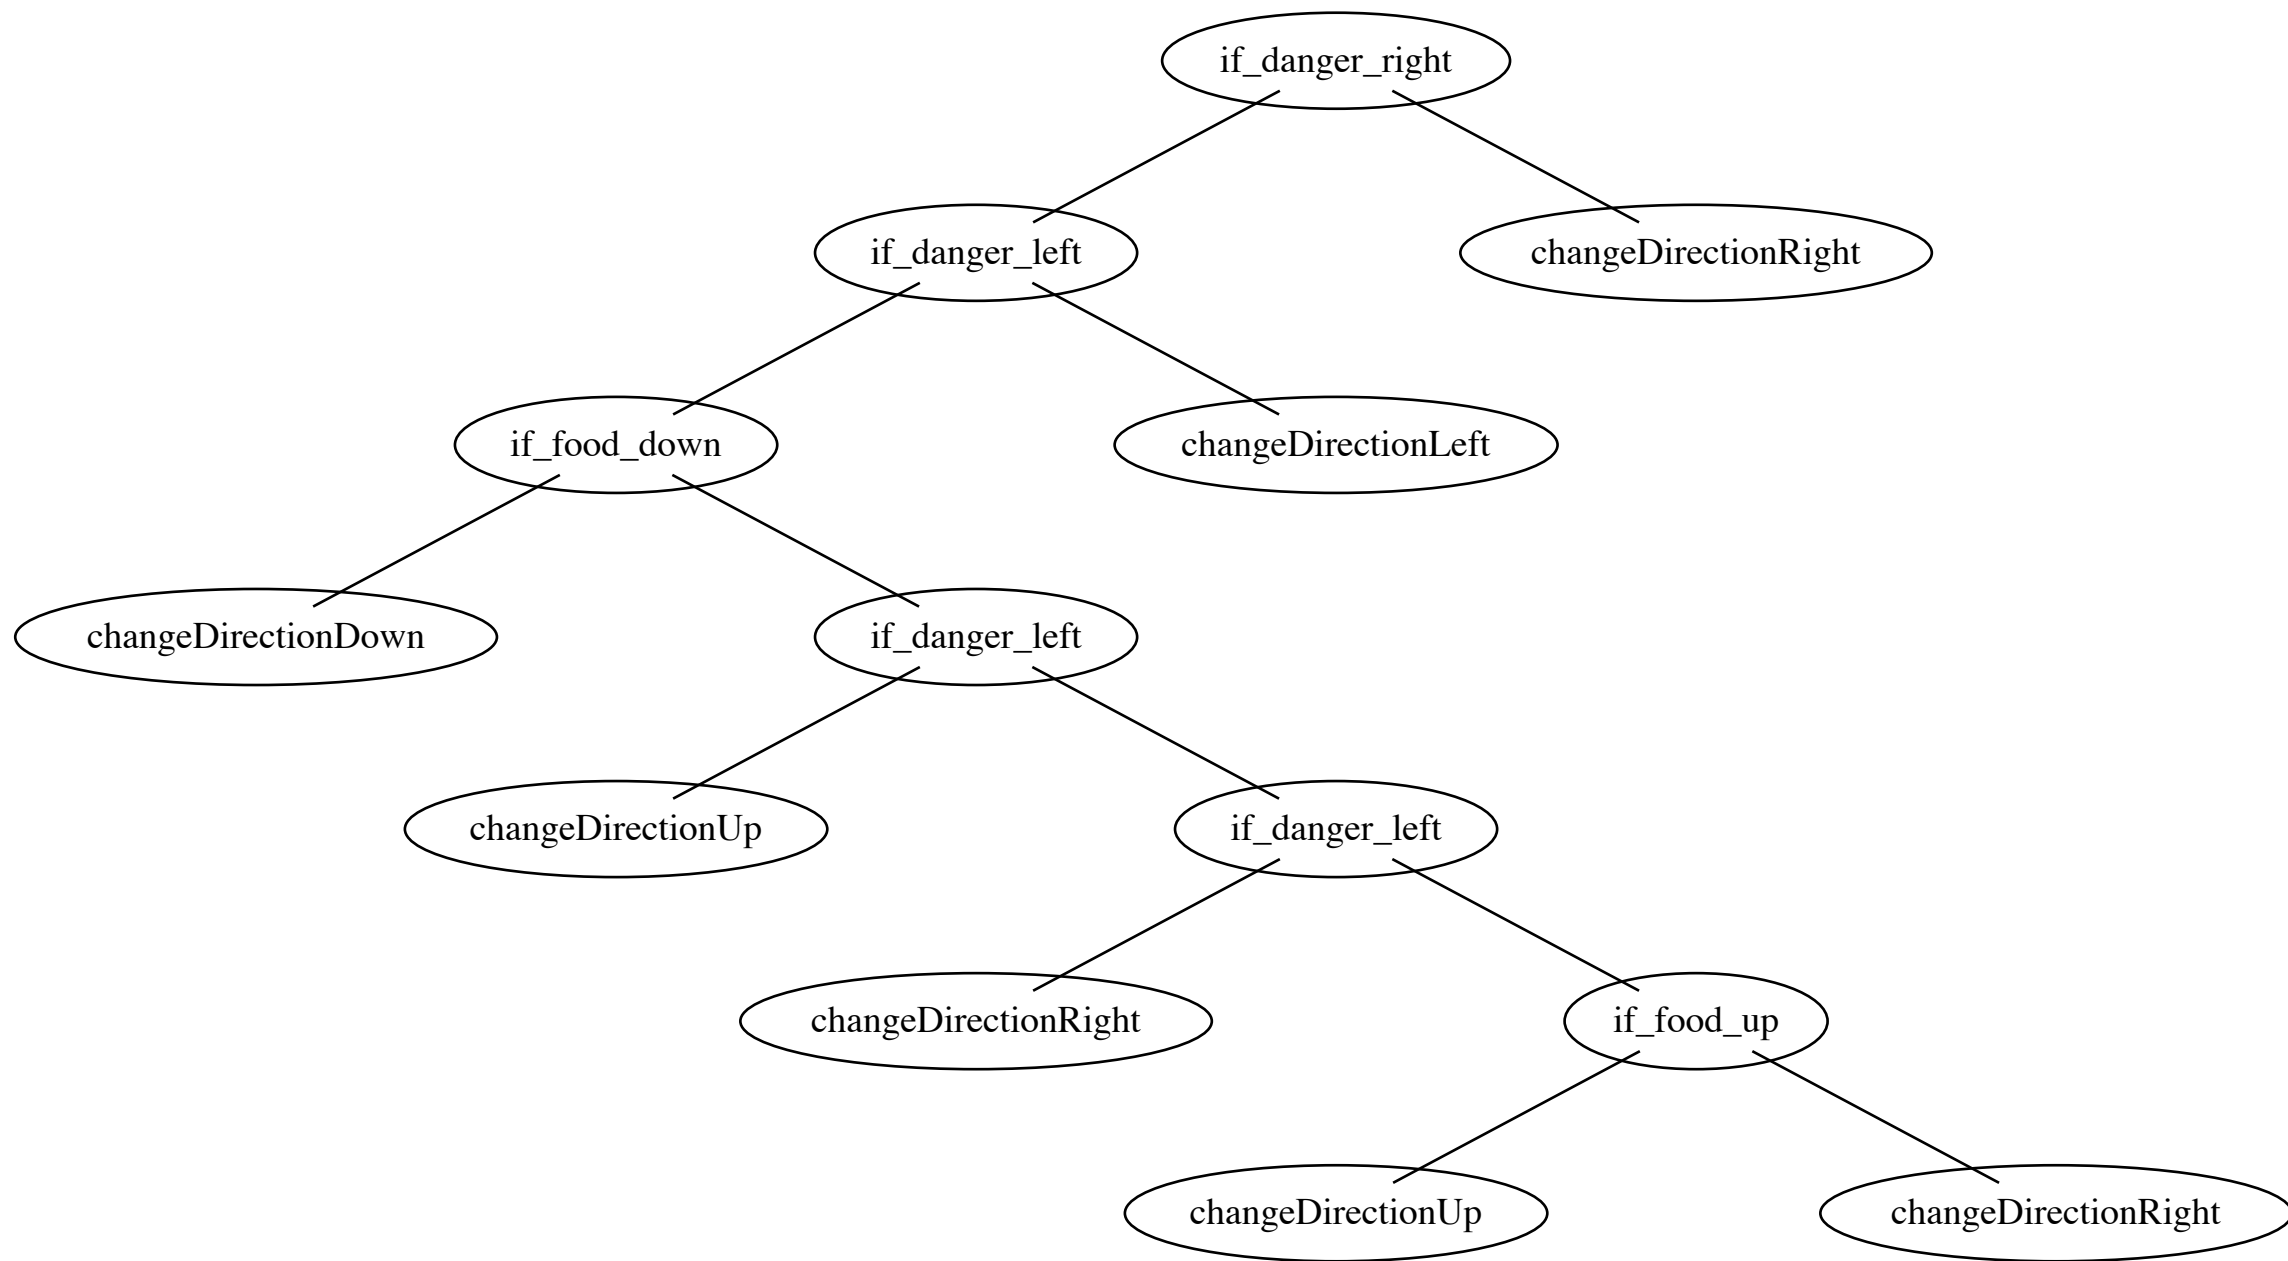 if_danger_right
if_danger_left
changeDirectionRight
if_food_down
changeDirectionLeft
changeDirectionDown
if_danger_left
changeDirectionUp
if_danger_left
changeDirectionRight
if_food_up
changeDirectionUp
changeDirectionRight